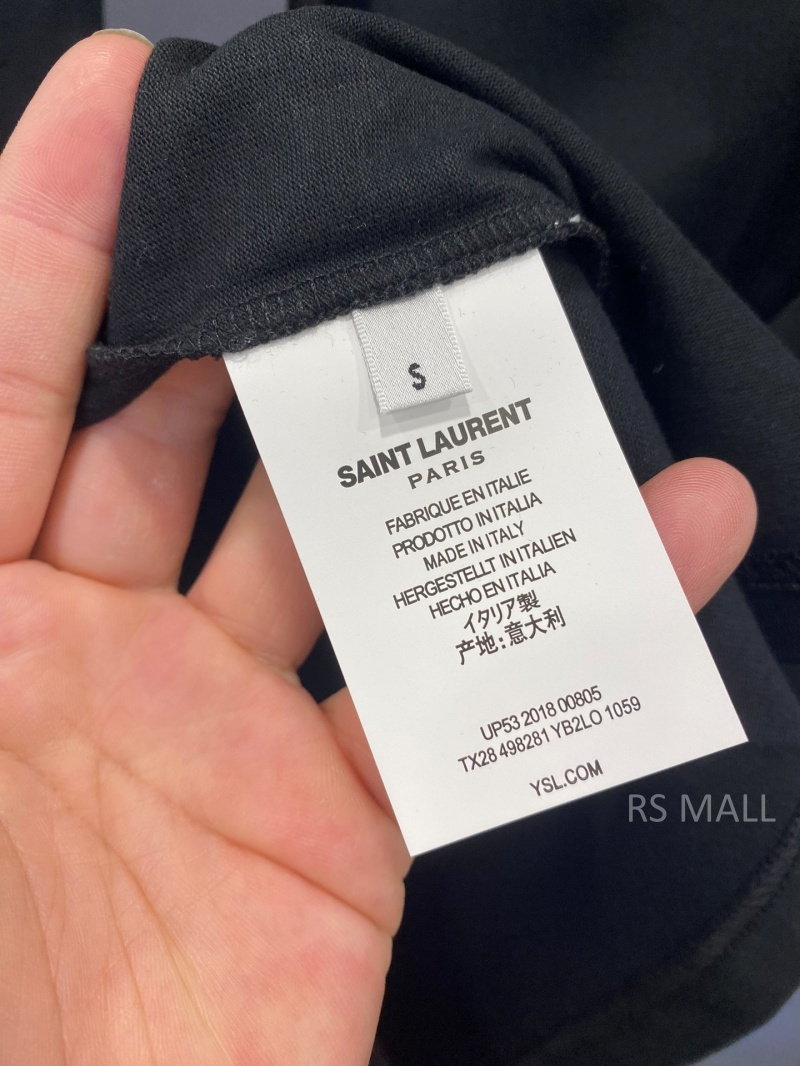 S
SAINT LAURENT
PARIS
FABRIQUE EN ITALIE
PRODOTTO IN ITALIA
MADE IN ITALY
HERGESTELLT IN ITALIEN
HECHO EN ITALIA
イタリア製
产地:意大利
UP53 2018 00805
TX28 498281 YB2LO 1059
YSL.COM
RS MALL